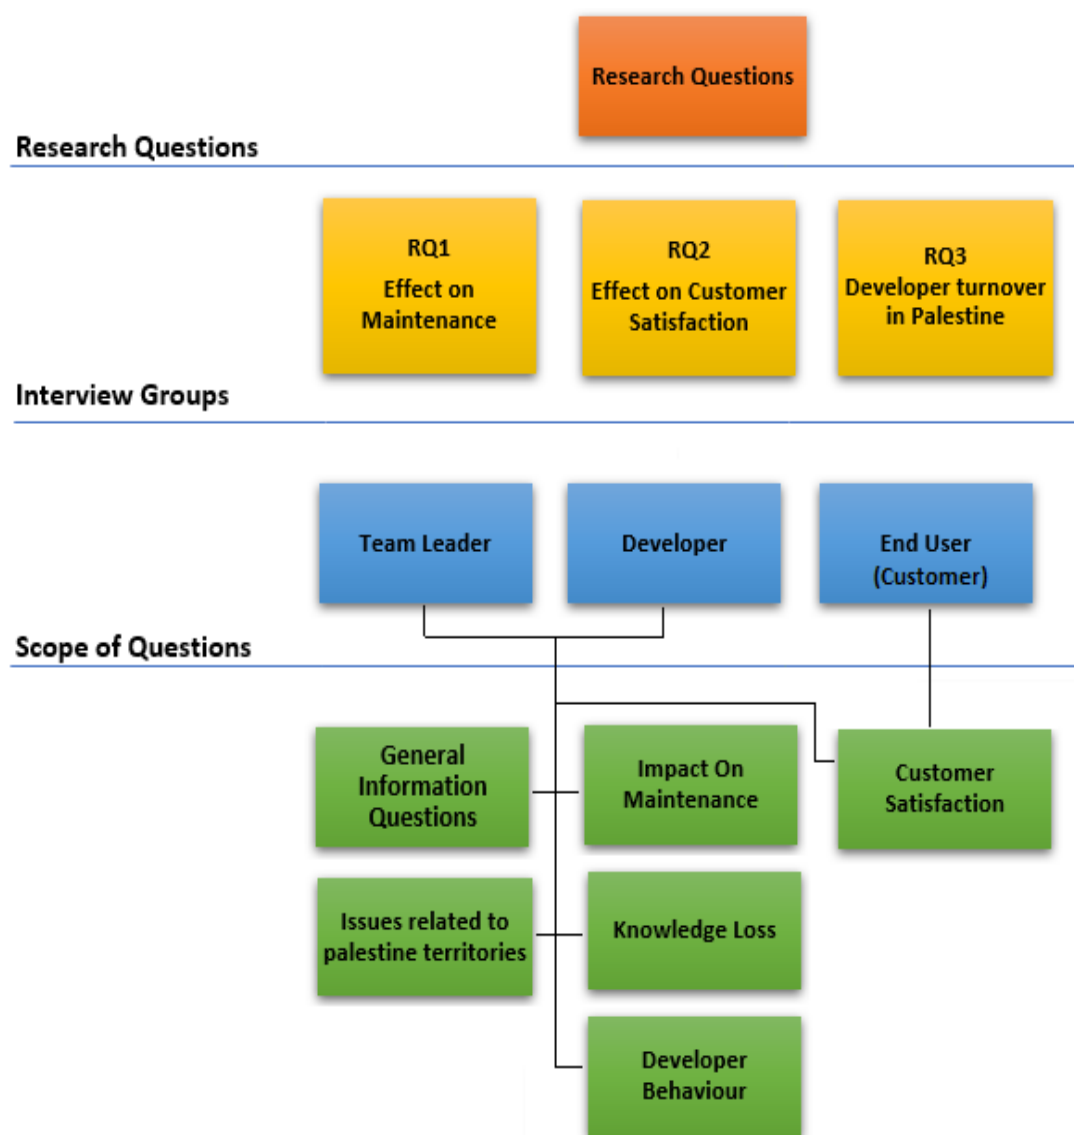 Research Questions
Research Questions
RQ1
Effect on
Maintenance
RQ2
Effect on Customer
Satisfaction
RQ3
Developer turnover
in Palestine
Interview Groups
Team Leader
Developer
End User
(Customer)
Scope of Questions
General
Information
Questions
Impact On
Maintenance
Customer
Satisfaction
Issues related to
palestine territories
Knowledge Loss
Developer
Behaviour